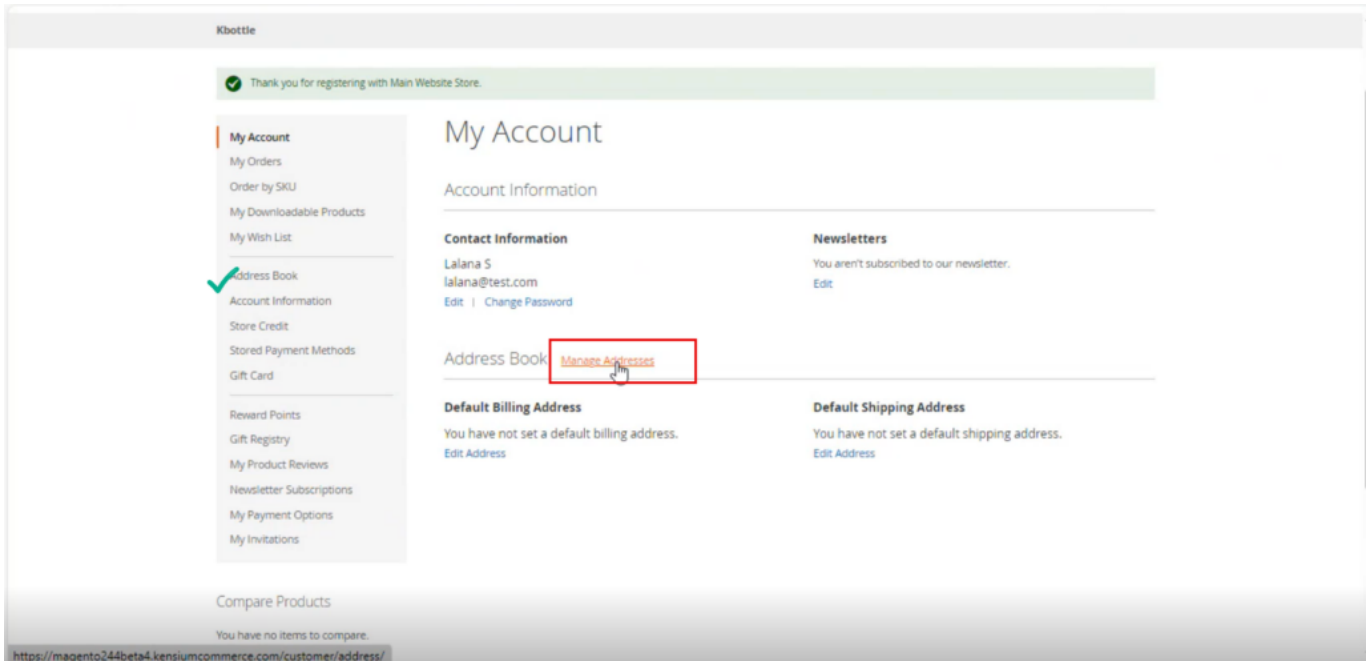 Kbottle
Thank you for registering with Main Website Store.
My Account
My Orders
Order by SKU
My Downloadable Products
My Wish List
Address Book
Account Information
Store Credit
Stored Payment Methods
Gift Card
Reward Points
Gift Registry
My Product Reviews
Newsletter Subscriptions
My Payment Options
My Invitations
Compare Products
You have no items to compare.
My Account
Account Information
Contact Information
Lalana S
lalana@test.com
Edit | Change Password
Newsletters
You aren't subscribed to our newsletter.
Edit
Address Book Manage Addresses
Default Billing Address
You have not set a default billing address.
Edit Address
Default Shipping Address
You have not set a default shipping address.
Edit Address
https://magento244beta4.kensiumcommerce.com/customer/address/